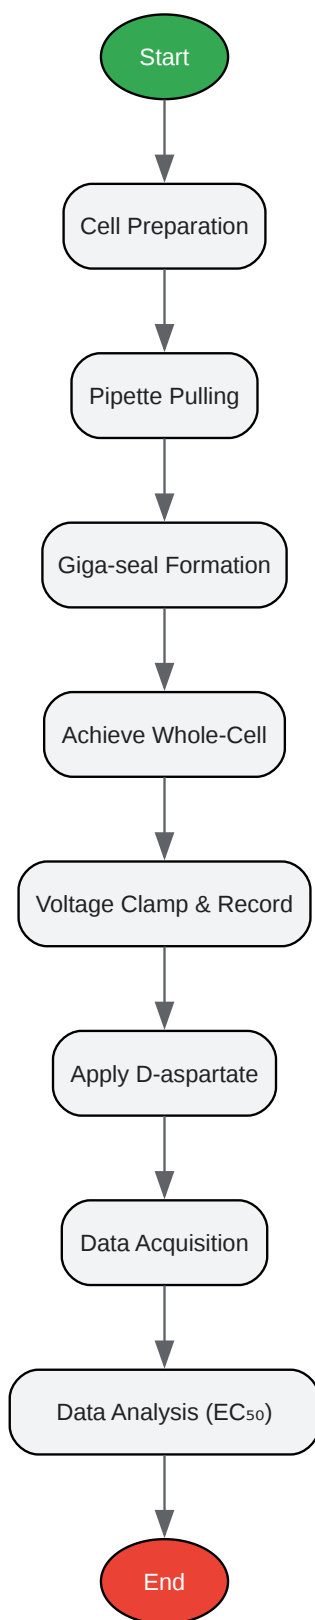 Start
Cell Preparation
Pipette Pulling
Giga-seal Formation
Achieve Whole-Cell
Voltage Clamp & Record
Apply D-aspartate
Data Acquisition
Data Analysis (EC₅₀)
End